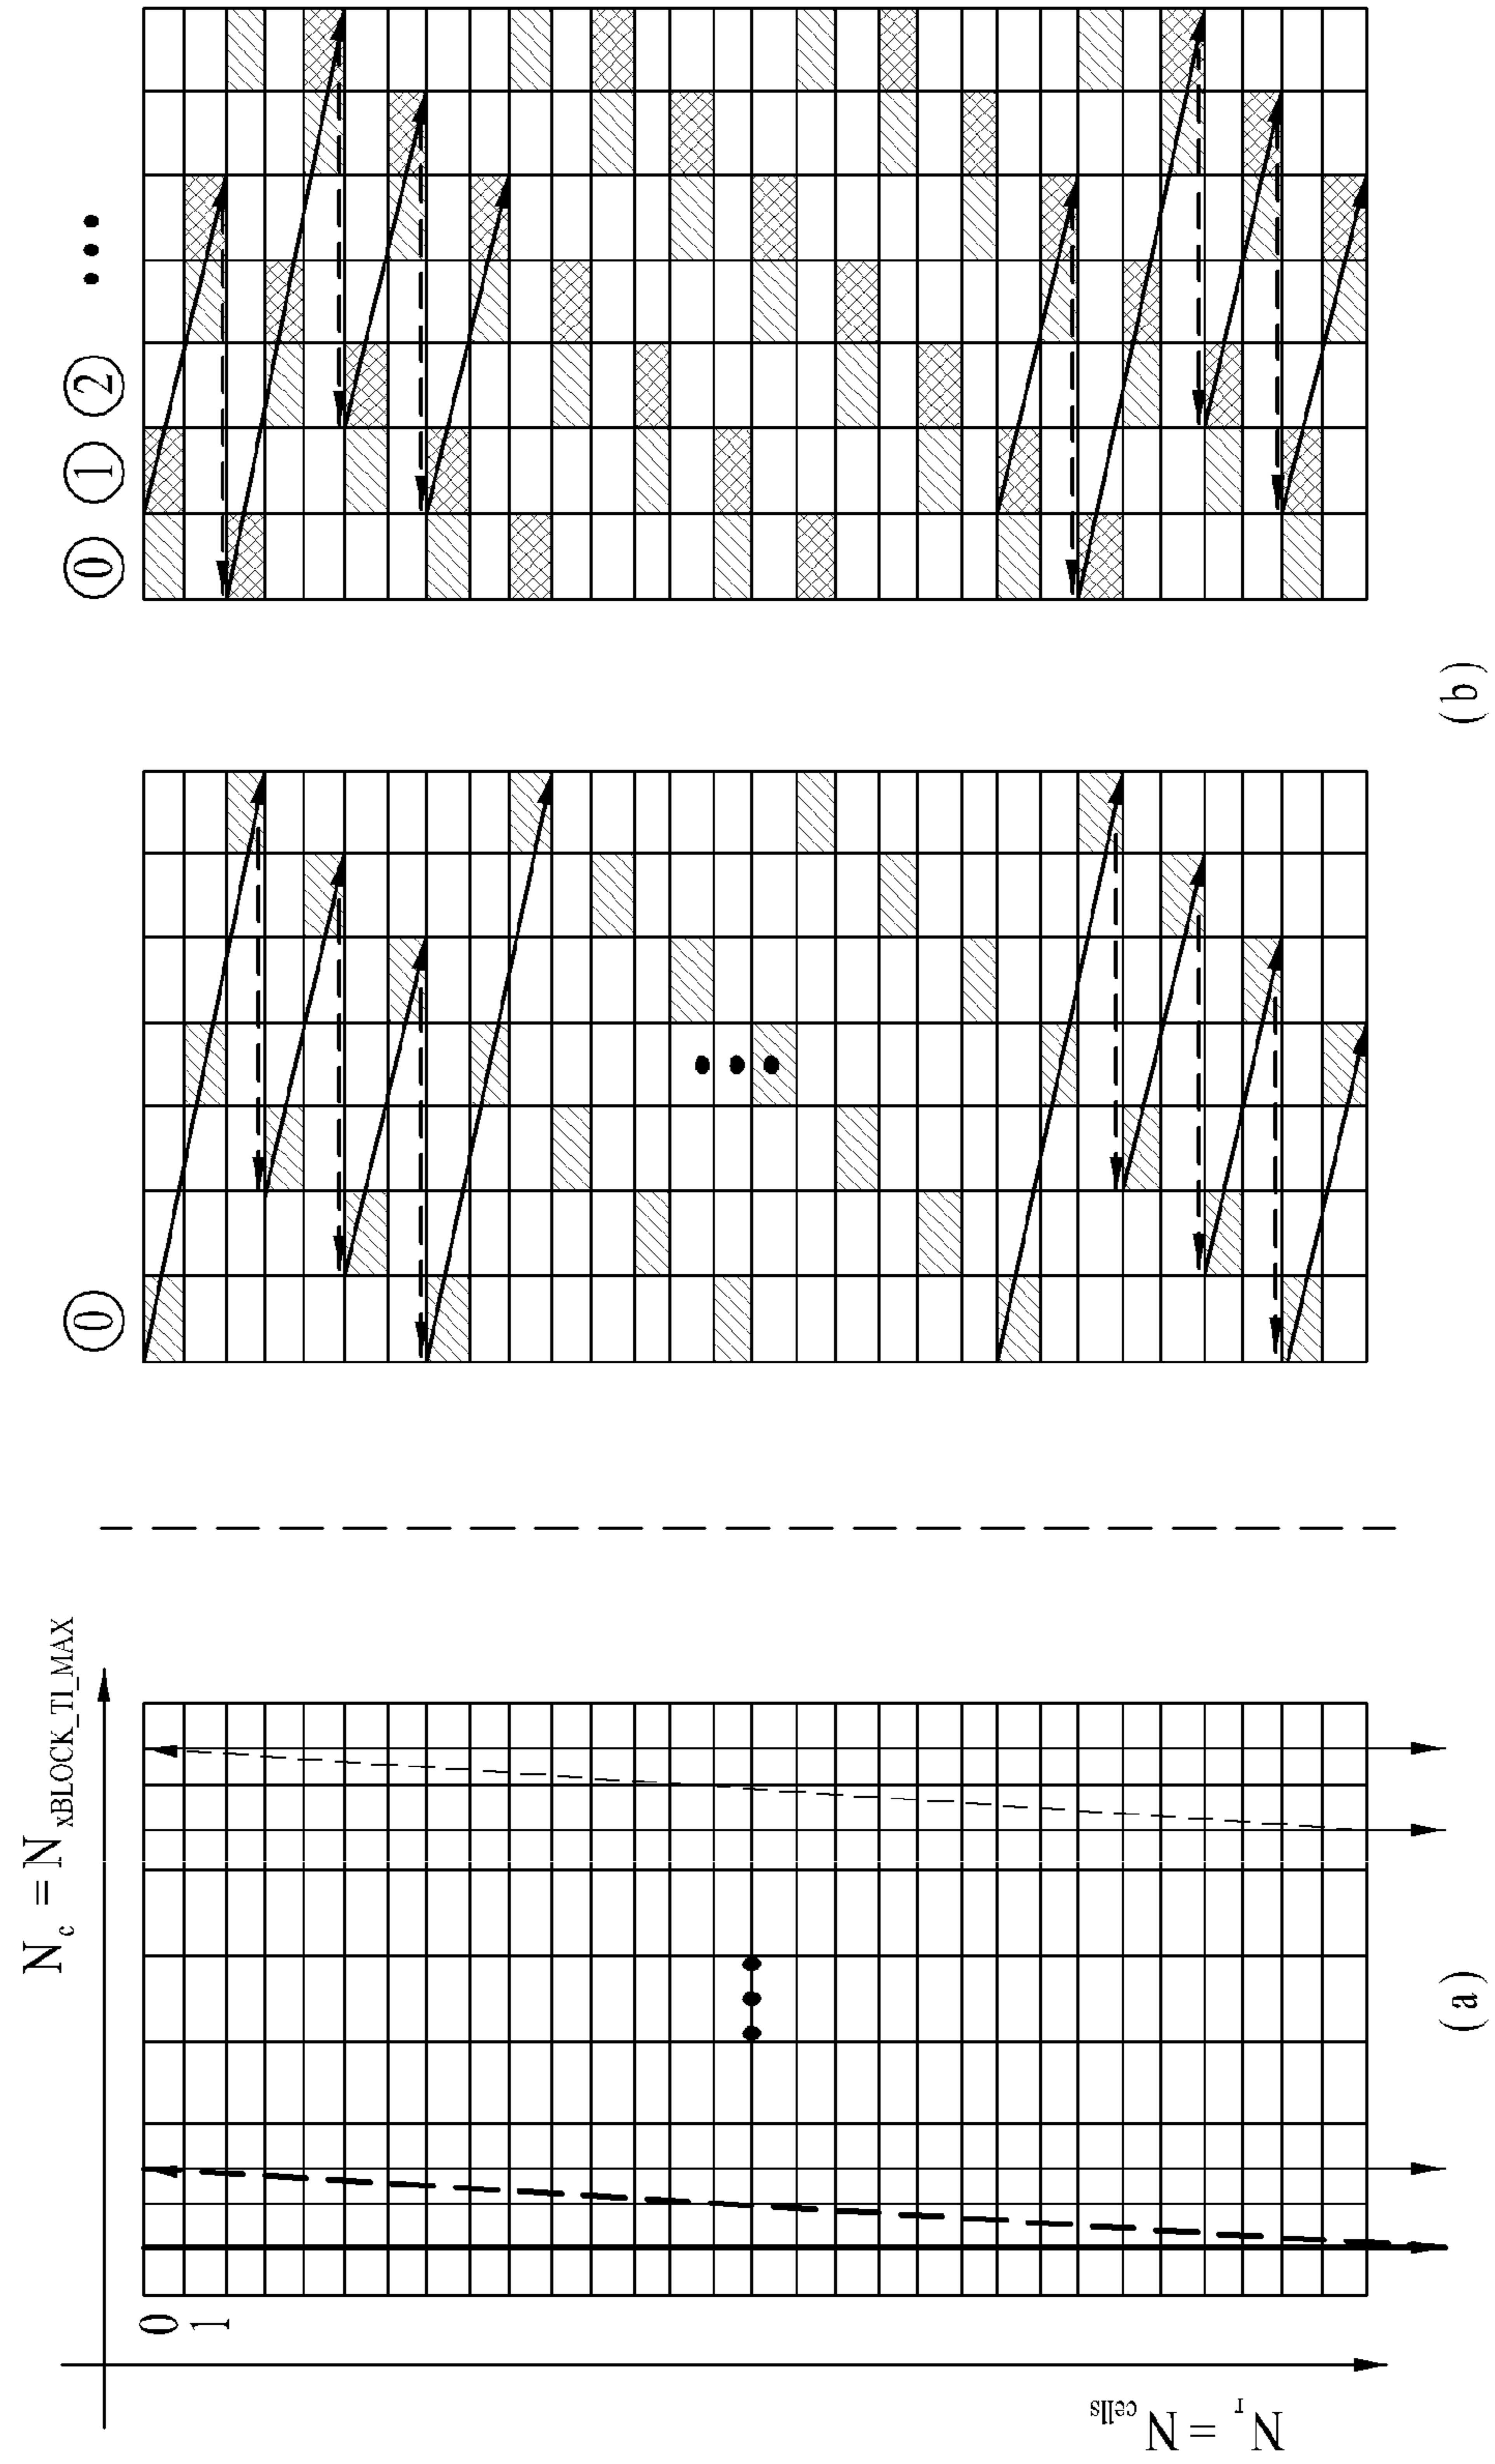 N_c = N_xBLOCK_TI_MAX
0
1
N_r = N_cells
(a)
⓪
⓪ ① ② •••
(b)